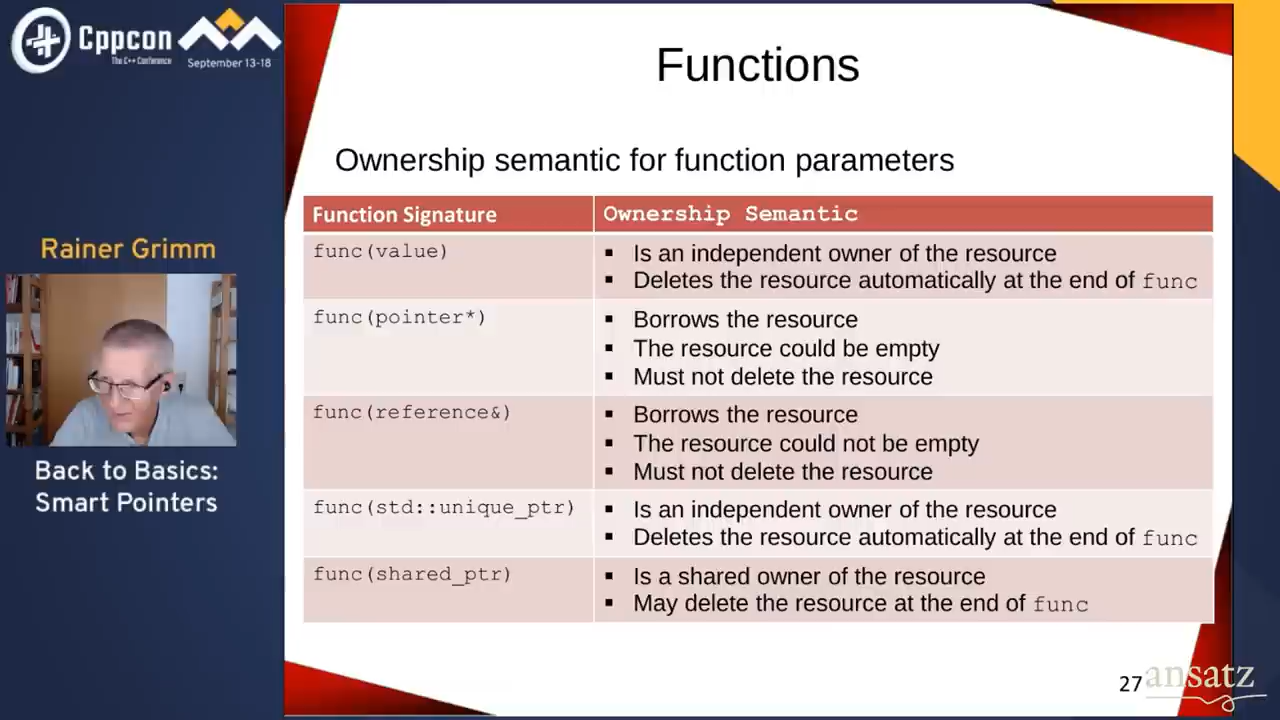 Cppcon
The C++ Conference
September 13-18
Rainer Grimm
Back to Basics:
Smart Pointers
Functions
Ownership semantic for function parameters
Function Signature
Ownership Semantic
func(value)
▪ Is an independent owner of the resource
▪ Deletes the resource automatically at the end of func
func(pointer*)
▪ Borrows the resource
▪ The resource could be empty
▪ Must not delete the resource
func(reference&)
▪ Borrows the resource
▪ The resource could not be empty
▪ Must not delete the resource
func(std::unique_ptr)
▪ Is an independent owner of the resource
▪ Deletes the resource automatically at the end of func
func(shared_ptr)
▪ Is a shared owner of the resource
▪ May delete the resource at the end of func
27
ansatz